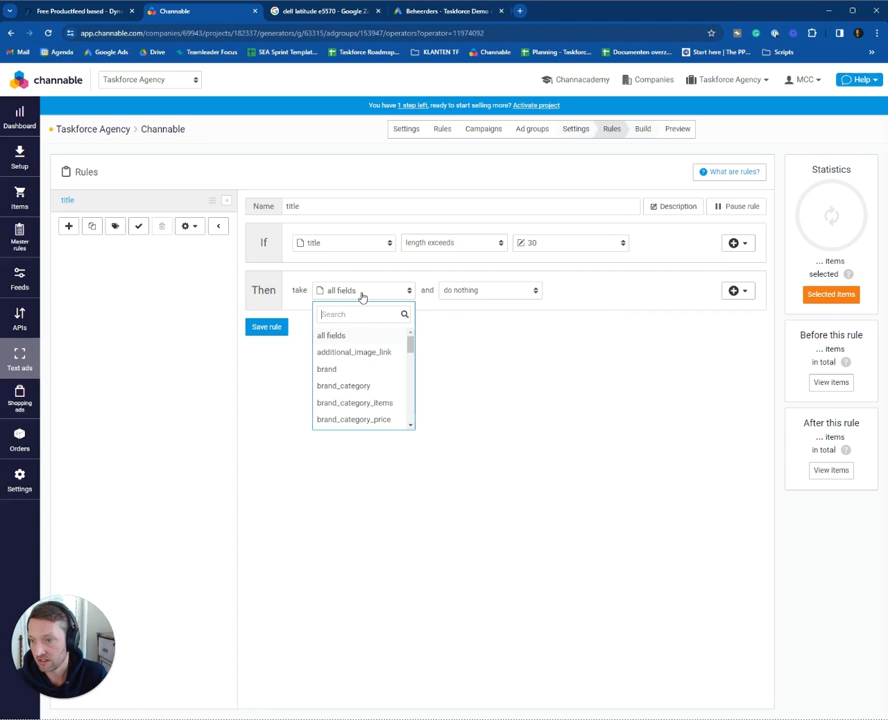 Free Productfeed based - Dyn
Channable
dell latitude e5570 - Google Z
Beheerders - Taskforce Demo
app.channable.com/companies/69943/projects/182337/generators/g/63315/adgroups/153947/operators?operator=11974092
Mail
Agenda
Google Ads
Drive
Teamleader Focus
SEA Sprint Templat...
Taskforce Roadmap...
KLANTEN TF
Channable
Planning - Taskforc...
Documenten overz...
Start here | The PP...
Scripts
channable
Taskforce Agency
Channacademy
Companies
Taskforce Agency
MCC
Help
You have 1 step left, ready to start selling more? Activate project
Dashboard
Setup
Items
Master rules
Feeds
APIs
Text ads
Shopping ads
Orders
Settings
Taskforce Agency > Channable
Settings
Rules
Campaigns
Ad groups
Settings
Rules
Build
Preview
Rules
What are rules?
title
Name
title
Description
Pause rule
If
title
length exceeds
30
Then
take
all fields
and
do nothing
Save rule
Search
all fields
additional_image_link
brand
brand_category
brand_category_items
brand_category_price
Statistics
... items
selected ?
Selected items
Before this rule
... items
in total ?
View items
After this rule
... items
in total ?
View items